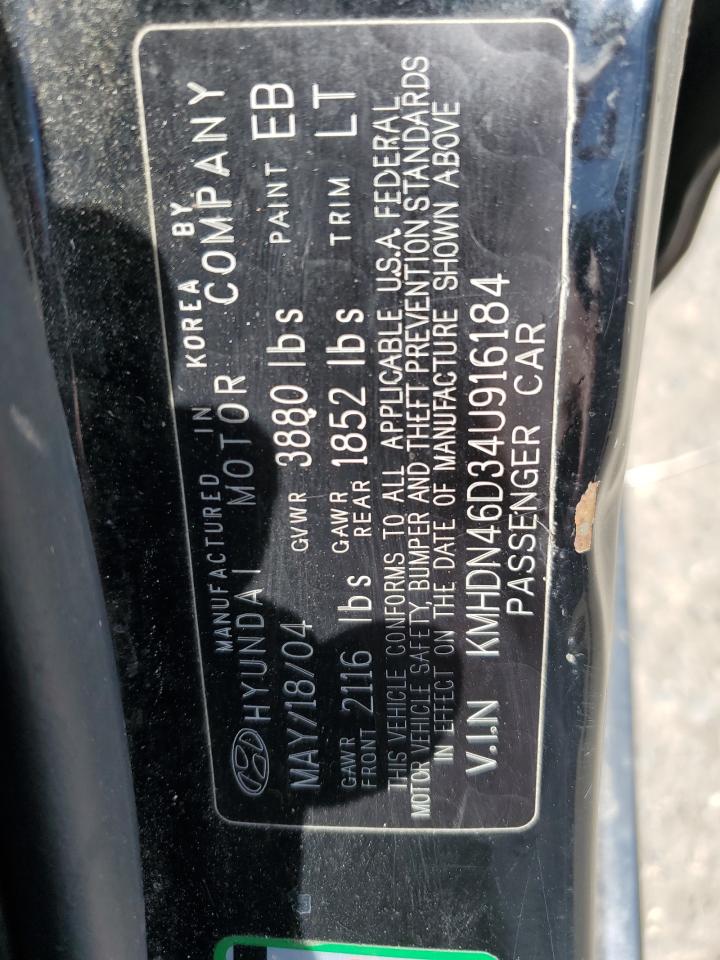 MANUFACTURED IN KOREA BY
HYUNDAI MOTOR COMPANY
MAY/18/04 GVWR 3880 lbs PAINT EB
GAWR FRONT 2116 lbs GAWR REAR 1852 lbs TRIM LT
THIS VEHICLE CONFORMS TO ALL APPLICABLE U.S.A. FEDERAL
MOTOR VEHICLE SAFETY, BUMPER AND THEFT PREVENTION STANDARDS
IN EFFECT ON THE DATE OF MANUFACTURE SHOWN ABOVE
V.I.N KMHDN46D34U916184
PASSENGER CAR